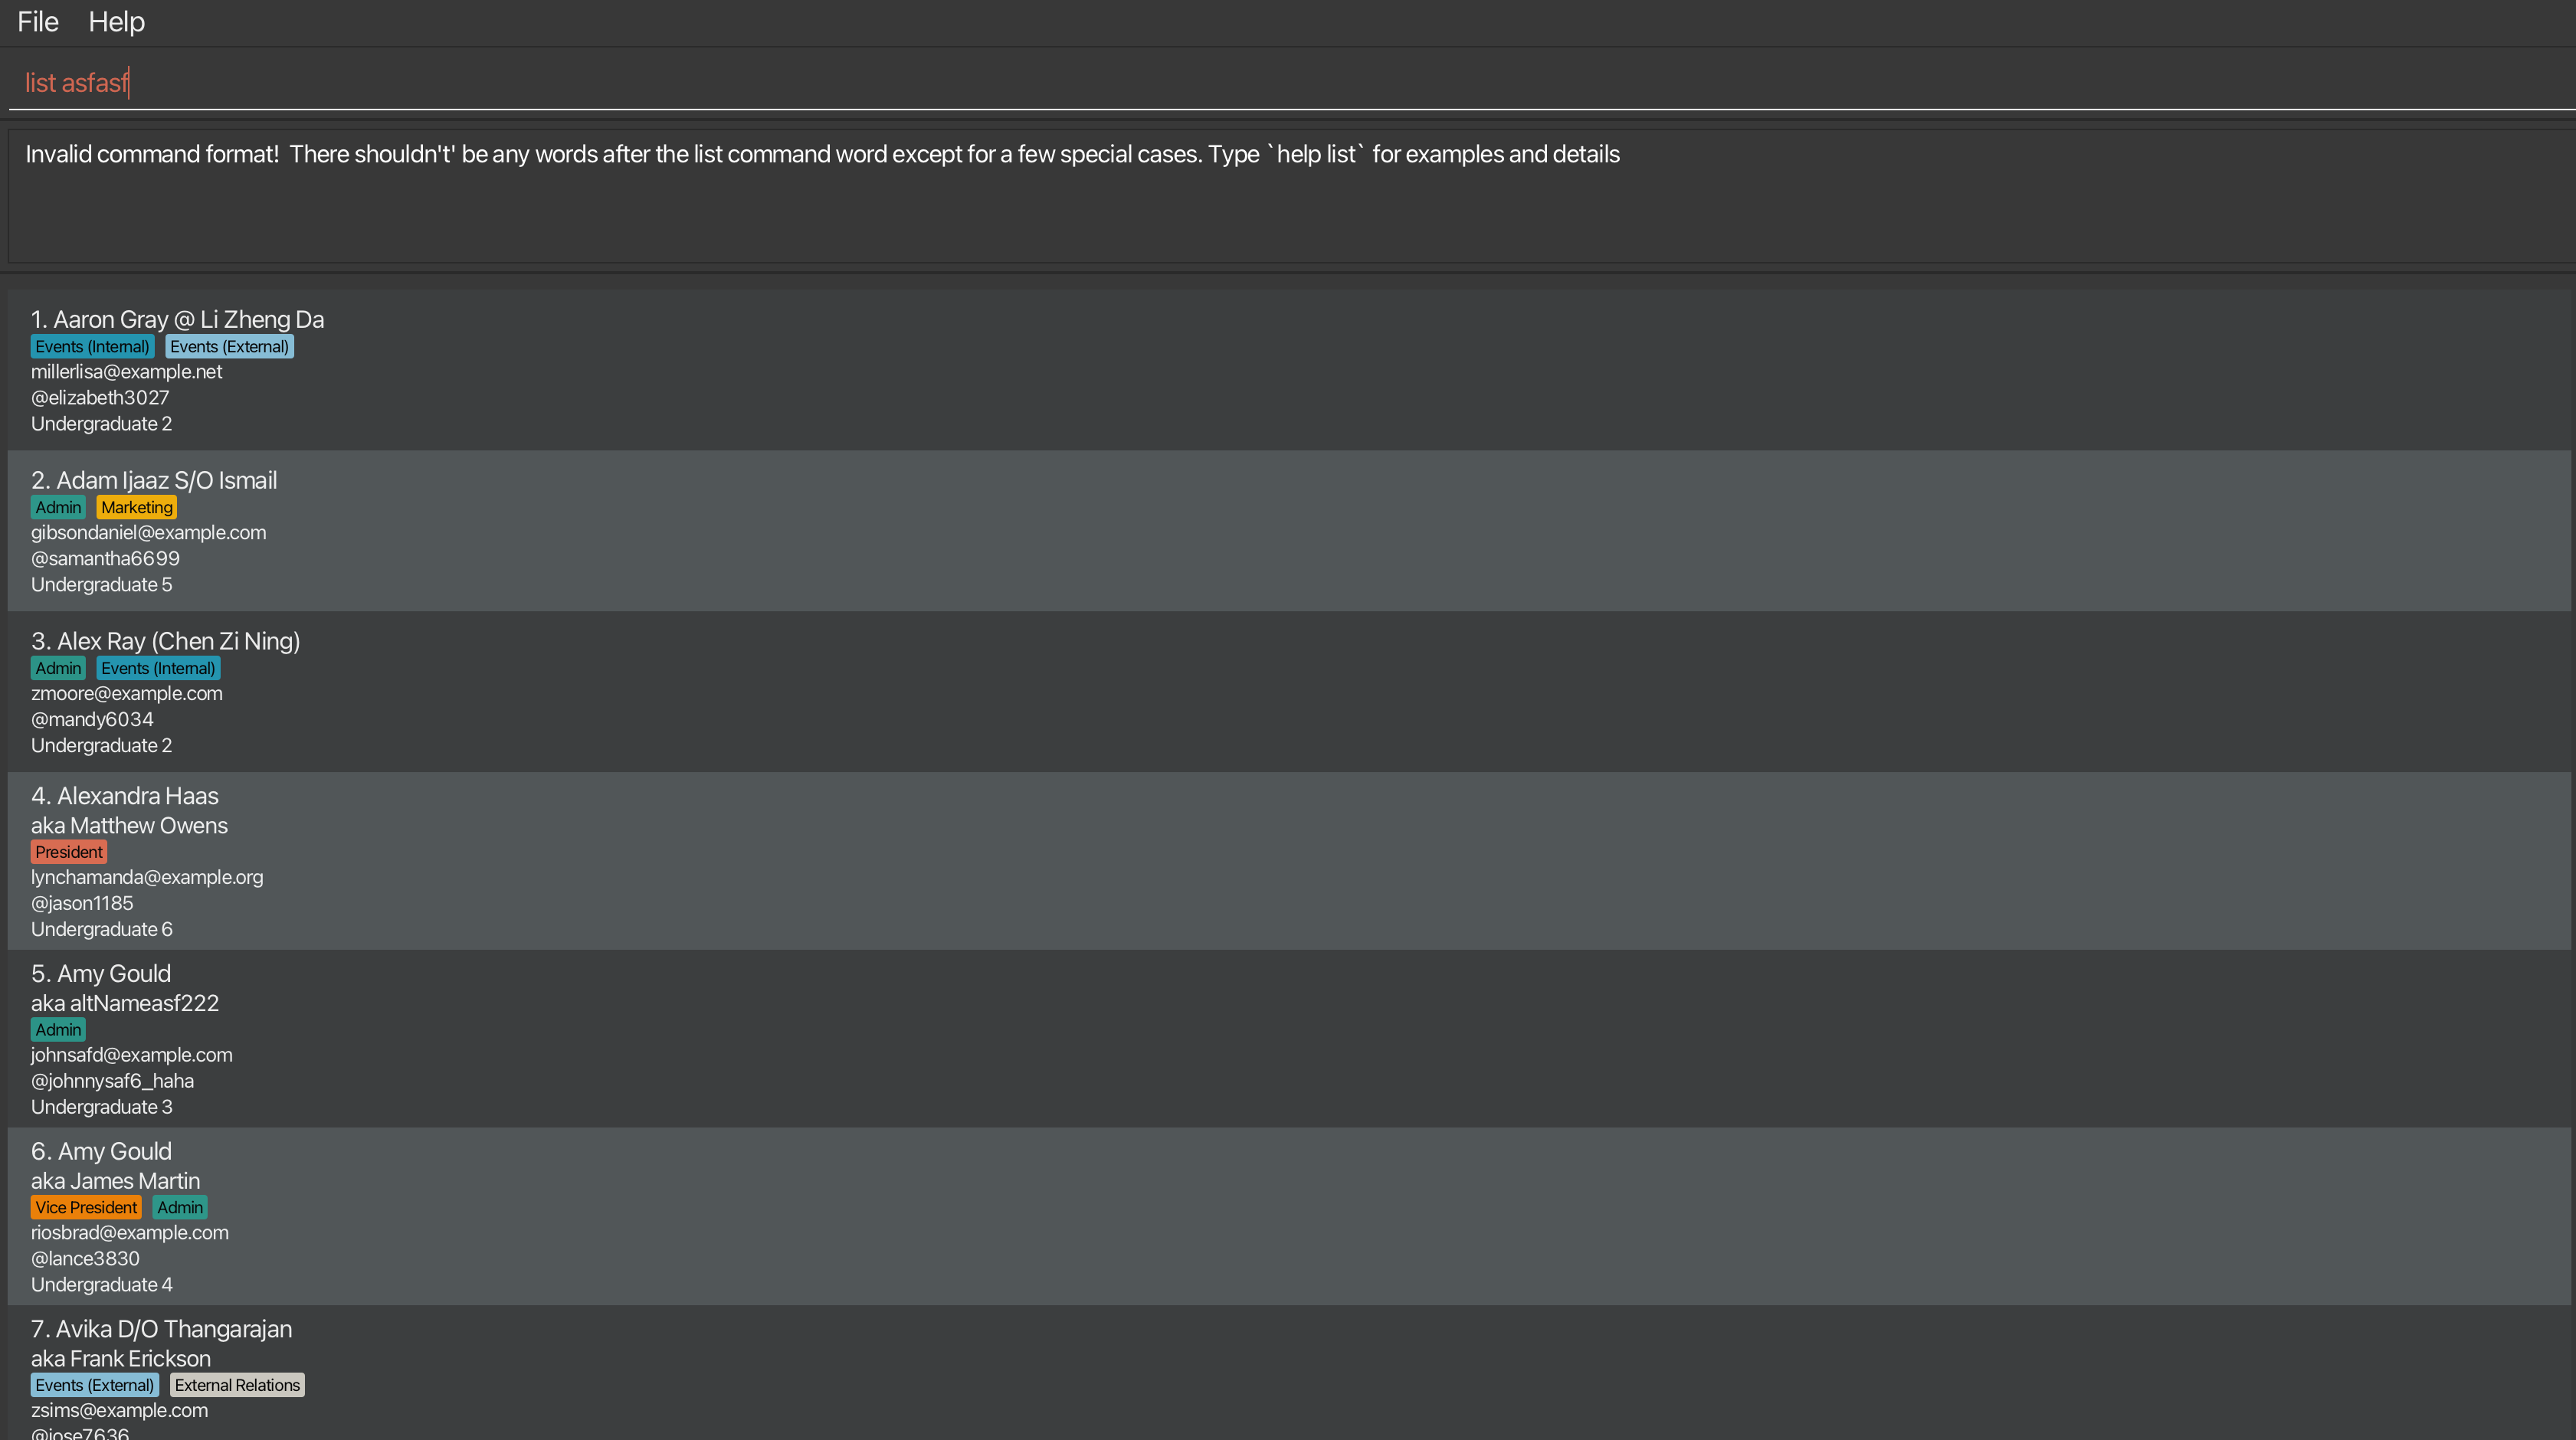 File Help
list asfasf
Invalid command format!  There shouldn't' be any words after the list command word except for a few special cases. Type `help list` for examples and details
1. Aaron Gray @ Li Zheng Da
Events (Internal) Events (External)
millerlisa@example.net
@elizabeth3027
Undergraduate 2
2. Adam Ijaaz S/O Ismail
Admin Marketing
gibsondaniel@example.com
@samantha6699
Undergraduate 5
3. Alex Ray (Chen Zi Ning)
Admin Events (Internal)
zmoore@example.com
@mandy6034
Undergraduate 2
4. Alexandra Haas
aka Matthew Owens
President
lynchamanda@example.org
@jason1185
Undergraduate 6
5. Amy Gould
aka altNameasf222
Admin
johnsafd@example.com
@johnnysaf6_haha
Undergraduate 3
6. Amy Gould
aka James Martin
Vice President Admin
riosbrad@example.com
@lance3830
Undergraduate 4
7. Avika D/O Thangarajan
aka Frank Erickson
Events (External) External Relations
zsims@example.com
@jose7636